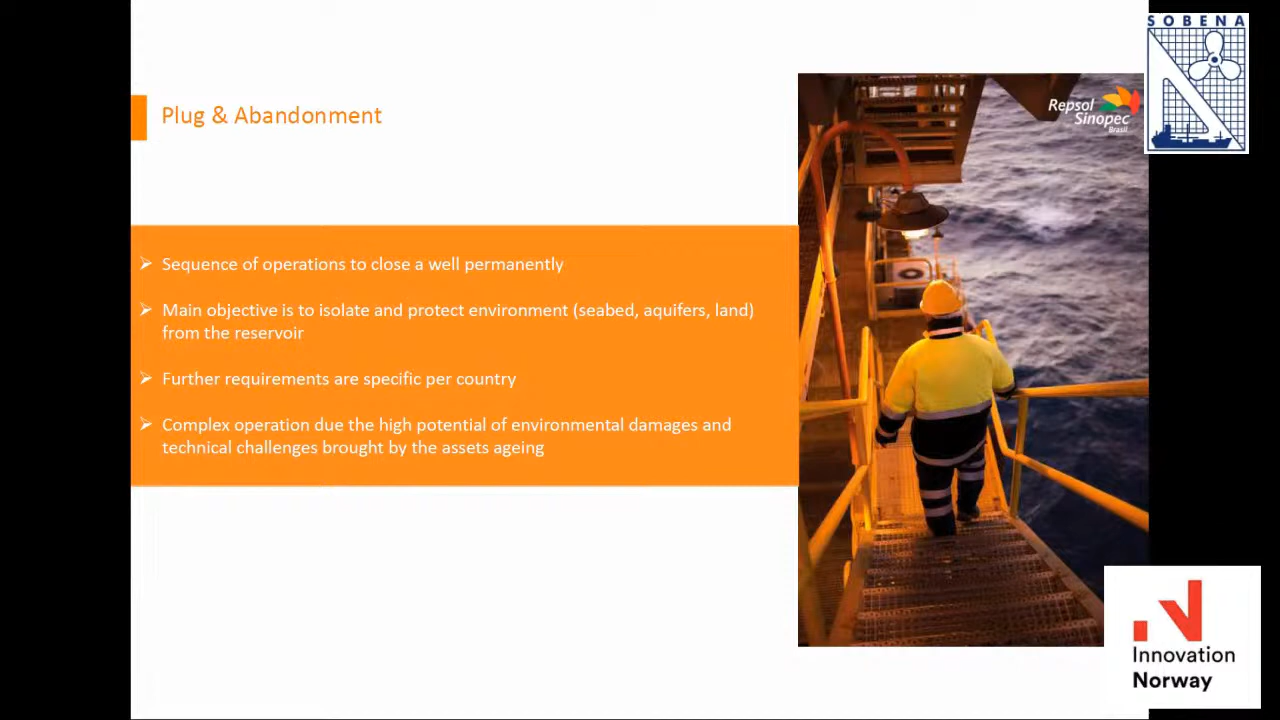 SOBENA
Plug & Abandonment
Repsol
Sinopec
Brasil
➢ Sequence of operations to close a well permanently
➢ Main objective is to isolate and protect environment (seabed, aquifers, land)
from the reservoir
➢ Further requirements are specific per country
➢ Complex operation due the high potential of environmental damages and
technical challenges brought by the assets ageing
Innovation
Norway